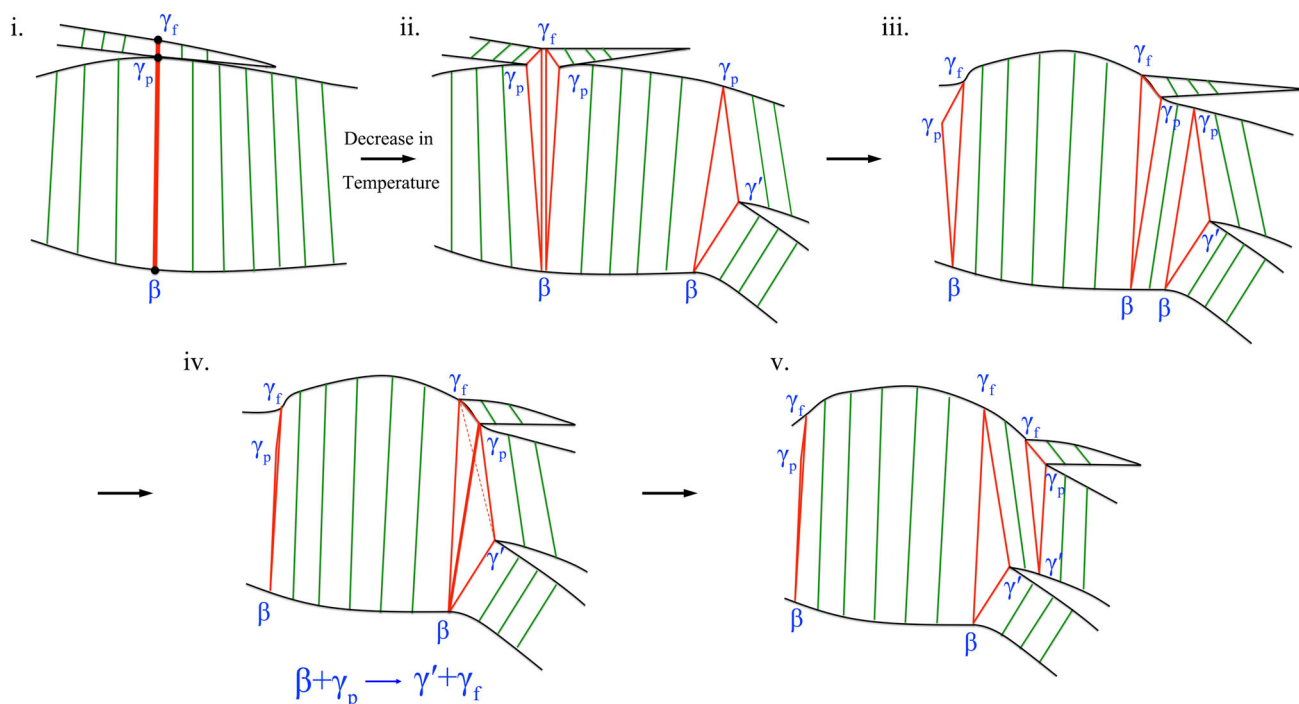 i.
γf
γp
β
Decrease in
Temperature
ii.
γf
γp
γp
γp
γ′
β
β
iii.
γf
γf
γp
γp
γp
γ′
β
β
β
iv.
γf
γf
γp
γp
γ′
β
β
β+γp → γ′+γf
v.
γf
γf
γf
γp
γp
γ′
γ′
β
β